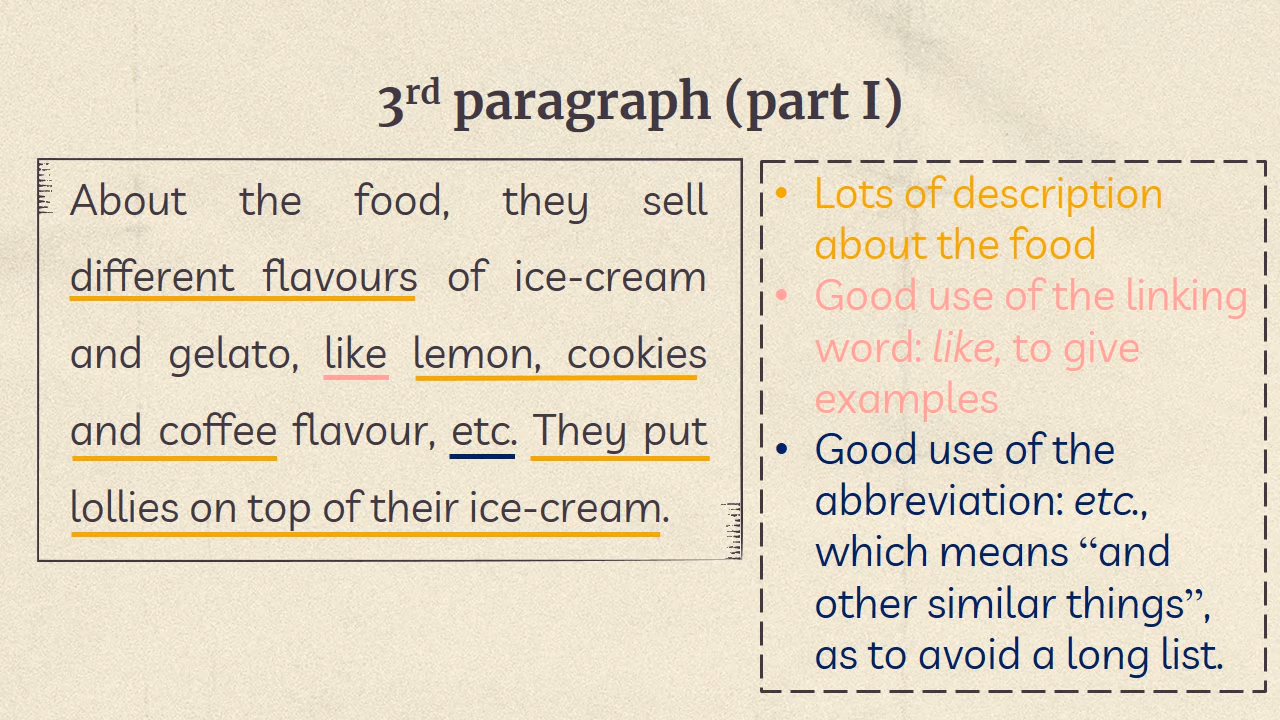 3rd paragraph (part I)
About the food, they sell
different flavours of ice-cream
and gelato, like lemon, cookies
and coffee flavour, etc. They put
lollies on top of their ice-cream.
• Lots of description
about the food
• Good use of the linking
word: like, to give
examples
• Good use of the
abbreviation: etc.,
which means “and
other similar things”,
as to avoid a long list.